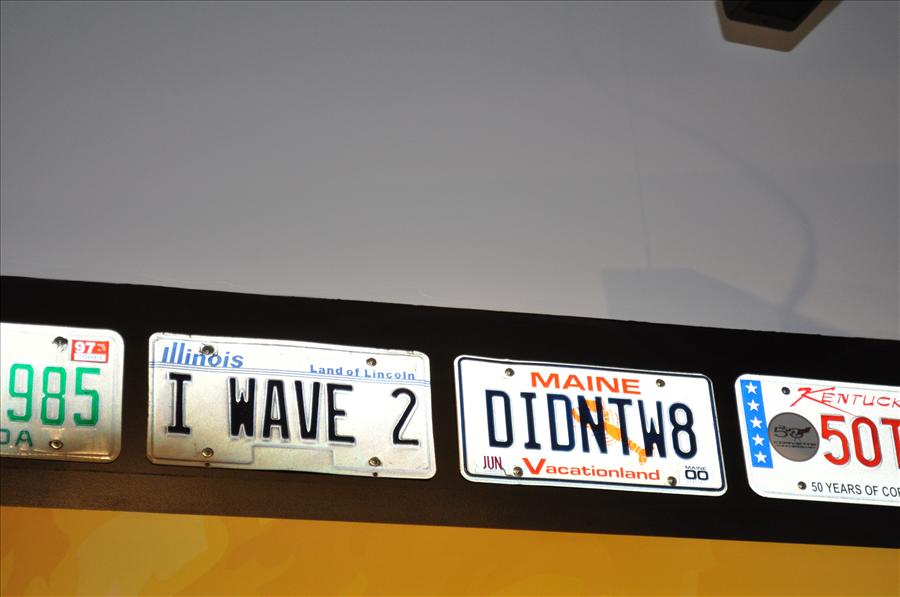 97
985
DA
Illinois
Land of Lincoln
I WAVE 2
MAINE
DIDNTW8
JUN
Vacationland
MAINE
00
KENTUCK
50T
50 YEARS OF COR